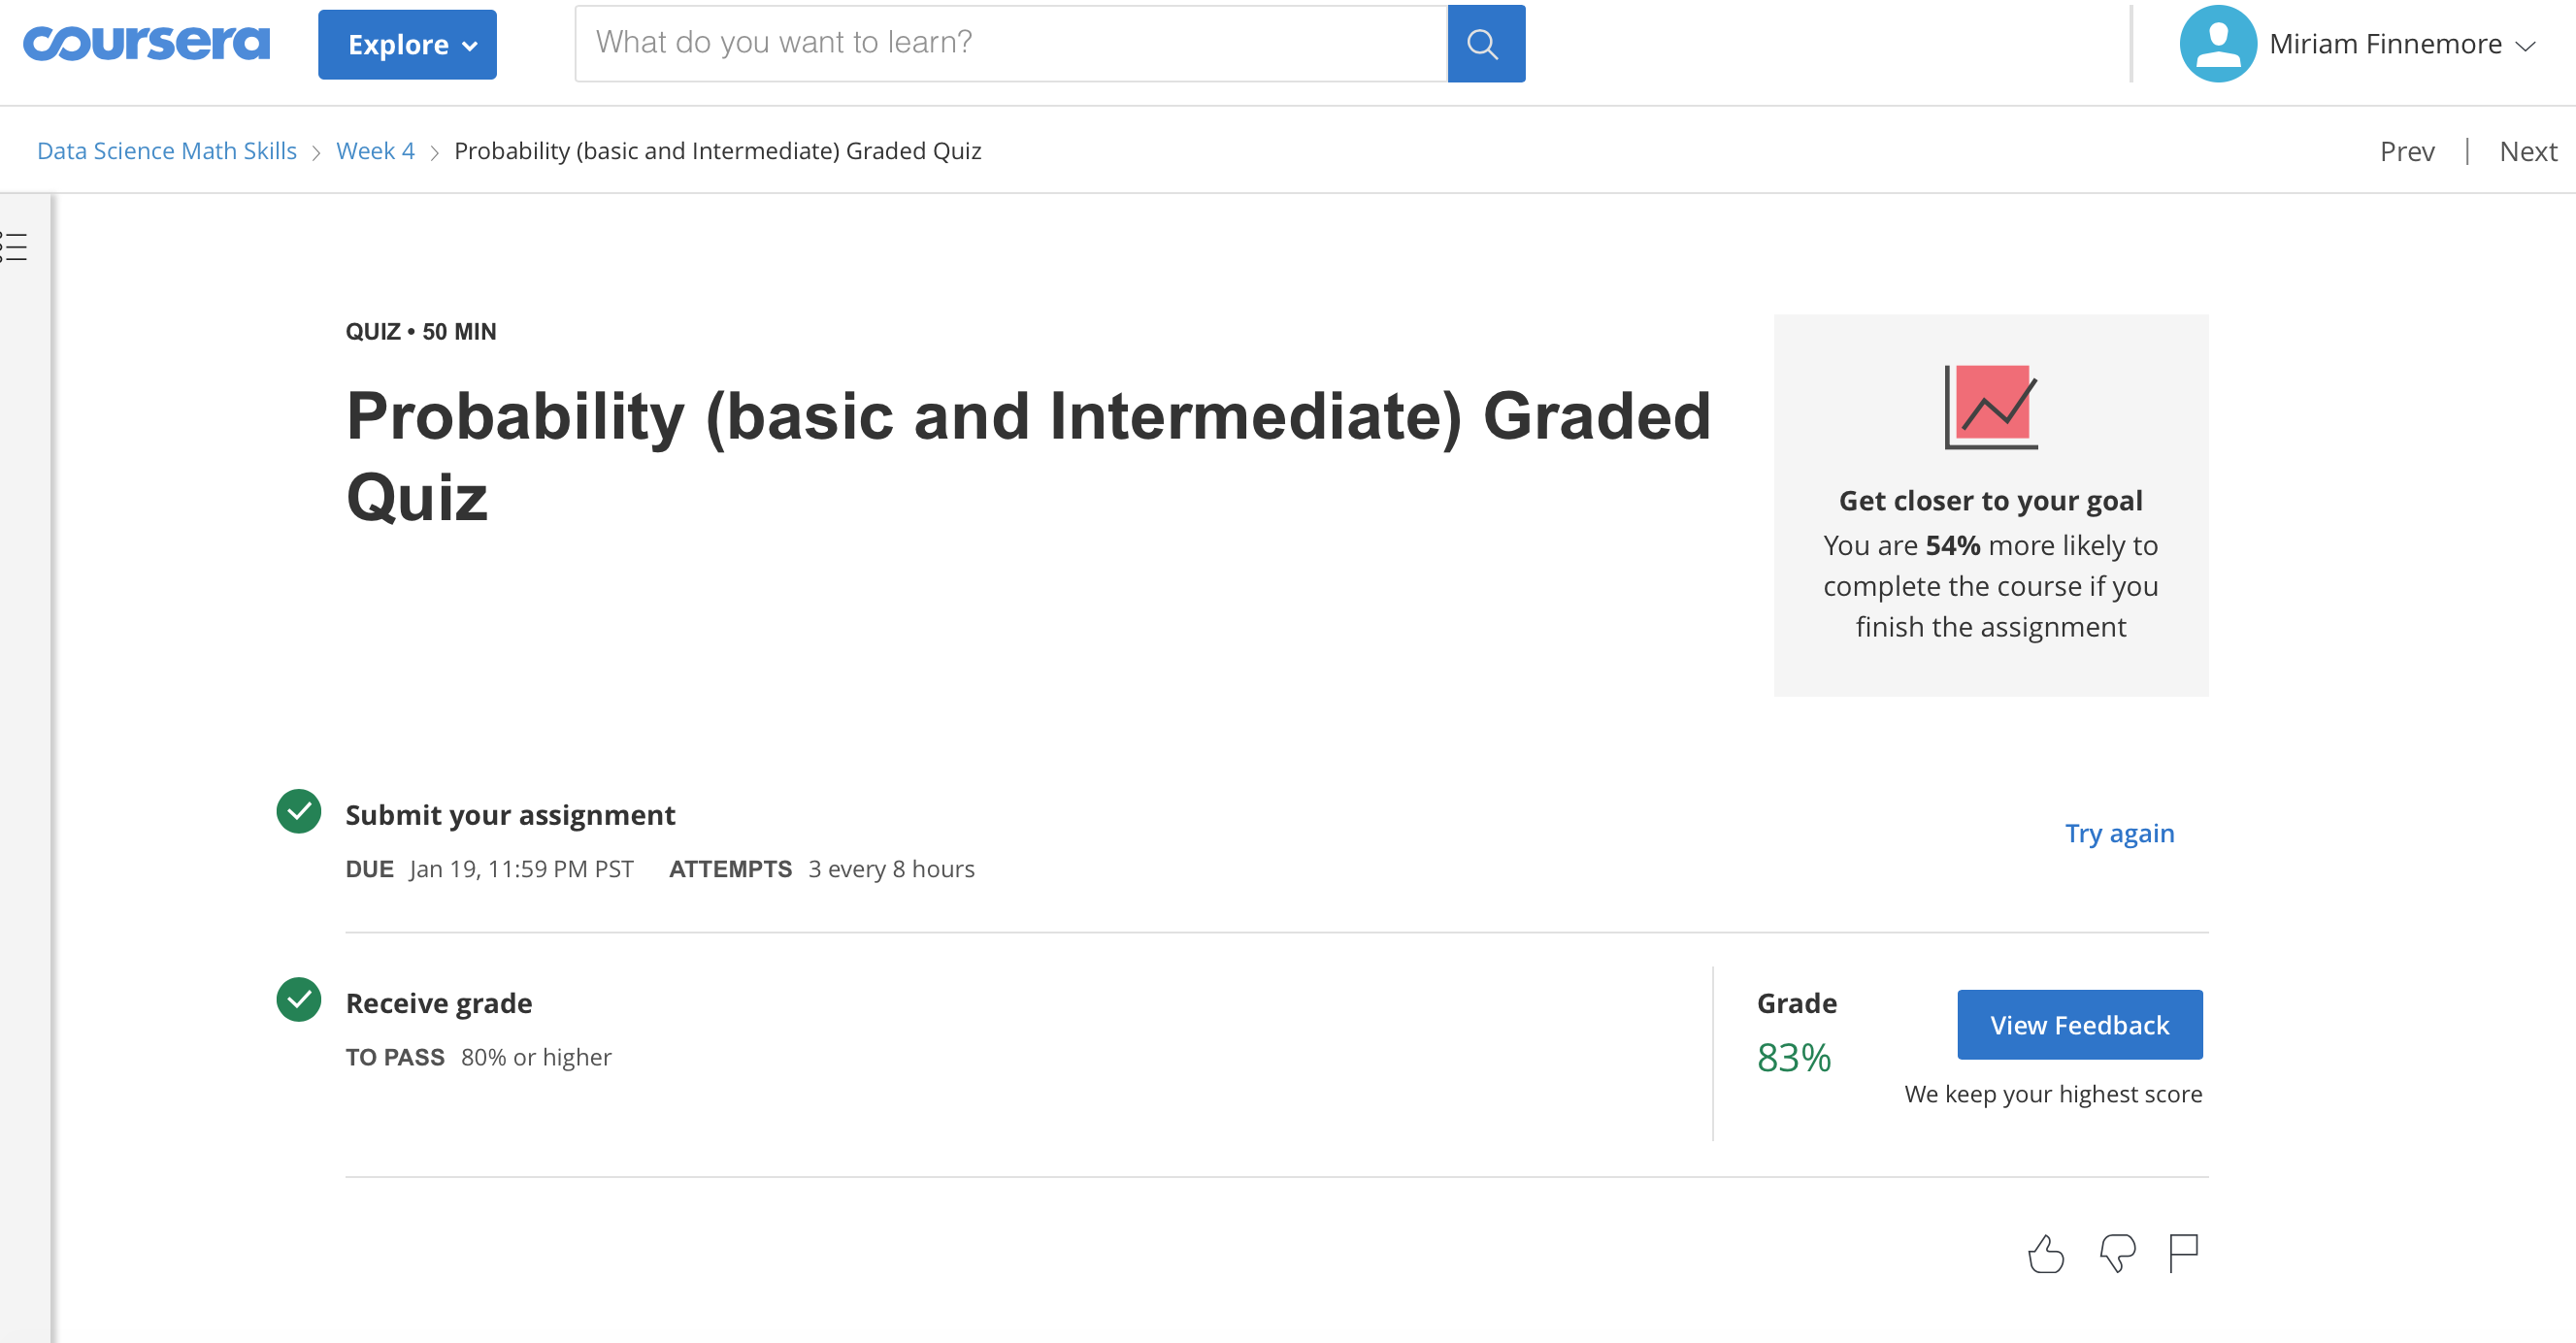 coursera
Explore
What do you want to learn?
Miriam Finnemore
Data Science Math Skills > Week 4 > Probability (basic and Intermediate) Graded Quiz
Prev | Next
QUIZ • 50 MIN
Probability (basic and Intermediate) Graded
Quiz
Get closer to your goal
You are 54% more likely to
complete the course if you
finish the assignment
Submit your assignment
DUE Jan 19, 11:59 PM PST ATTEMPTS 3 every 8 hours
Try again
Receive grade
TO PASS 80% or higher
Grade
83%
View Feedback
We keep your highest score